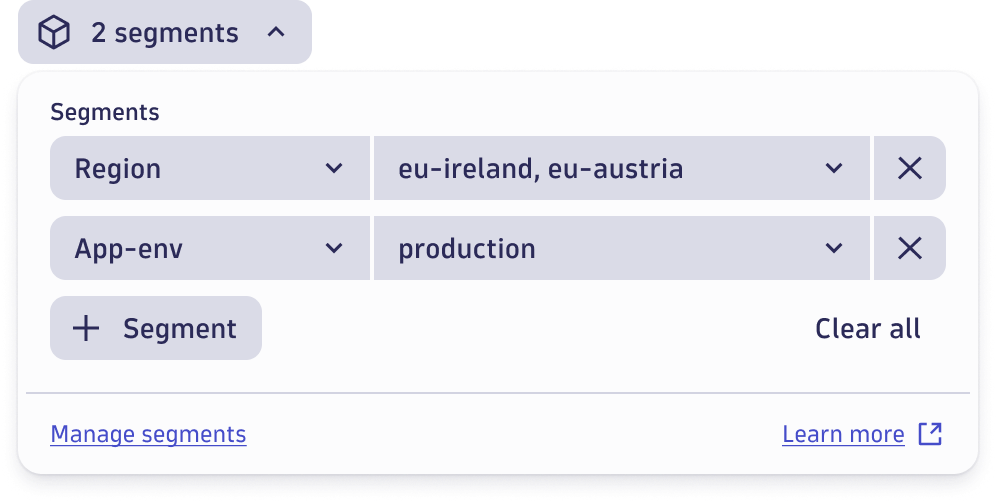 2 segments
Segments
Region eu-ireland, eu-austria
App-env production
Segment Clear all
Manage segments Learn more